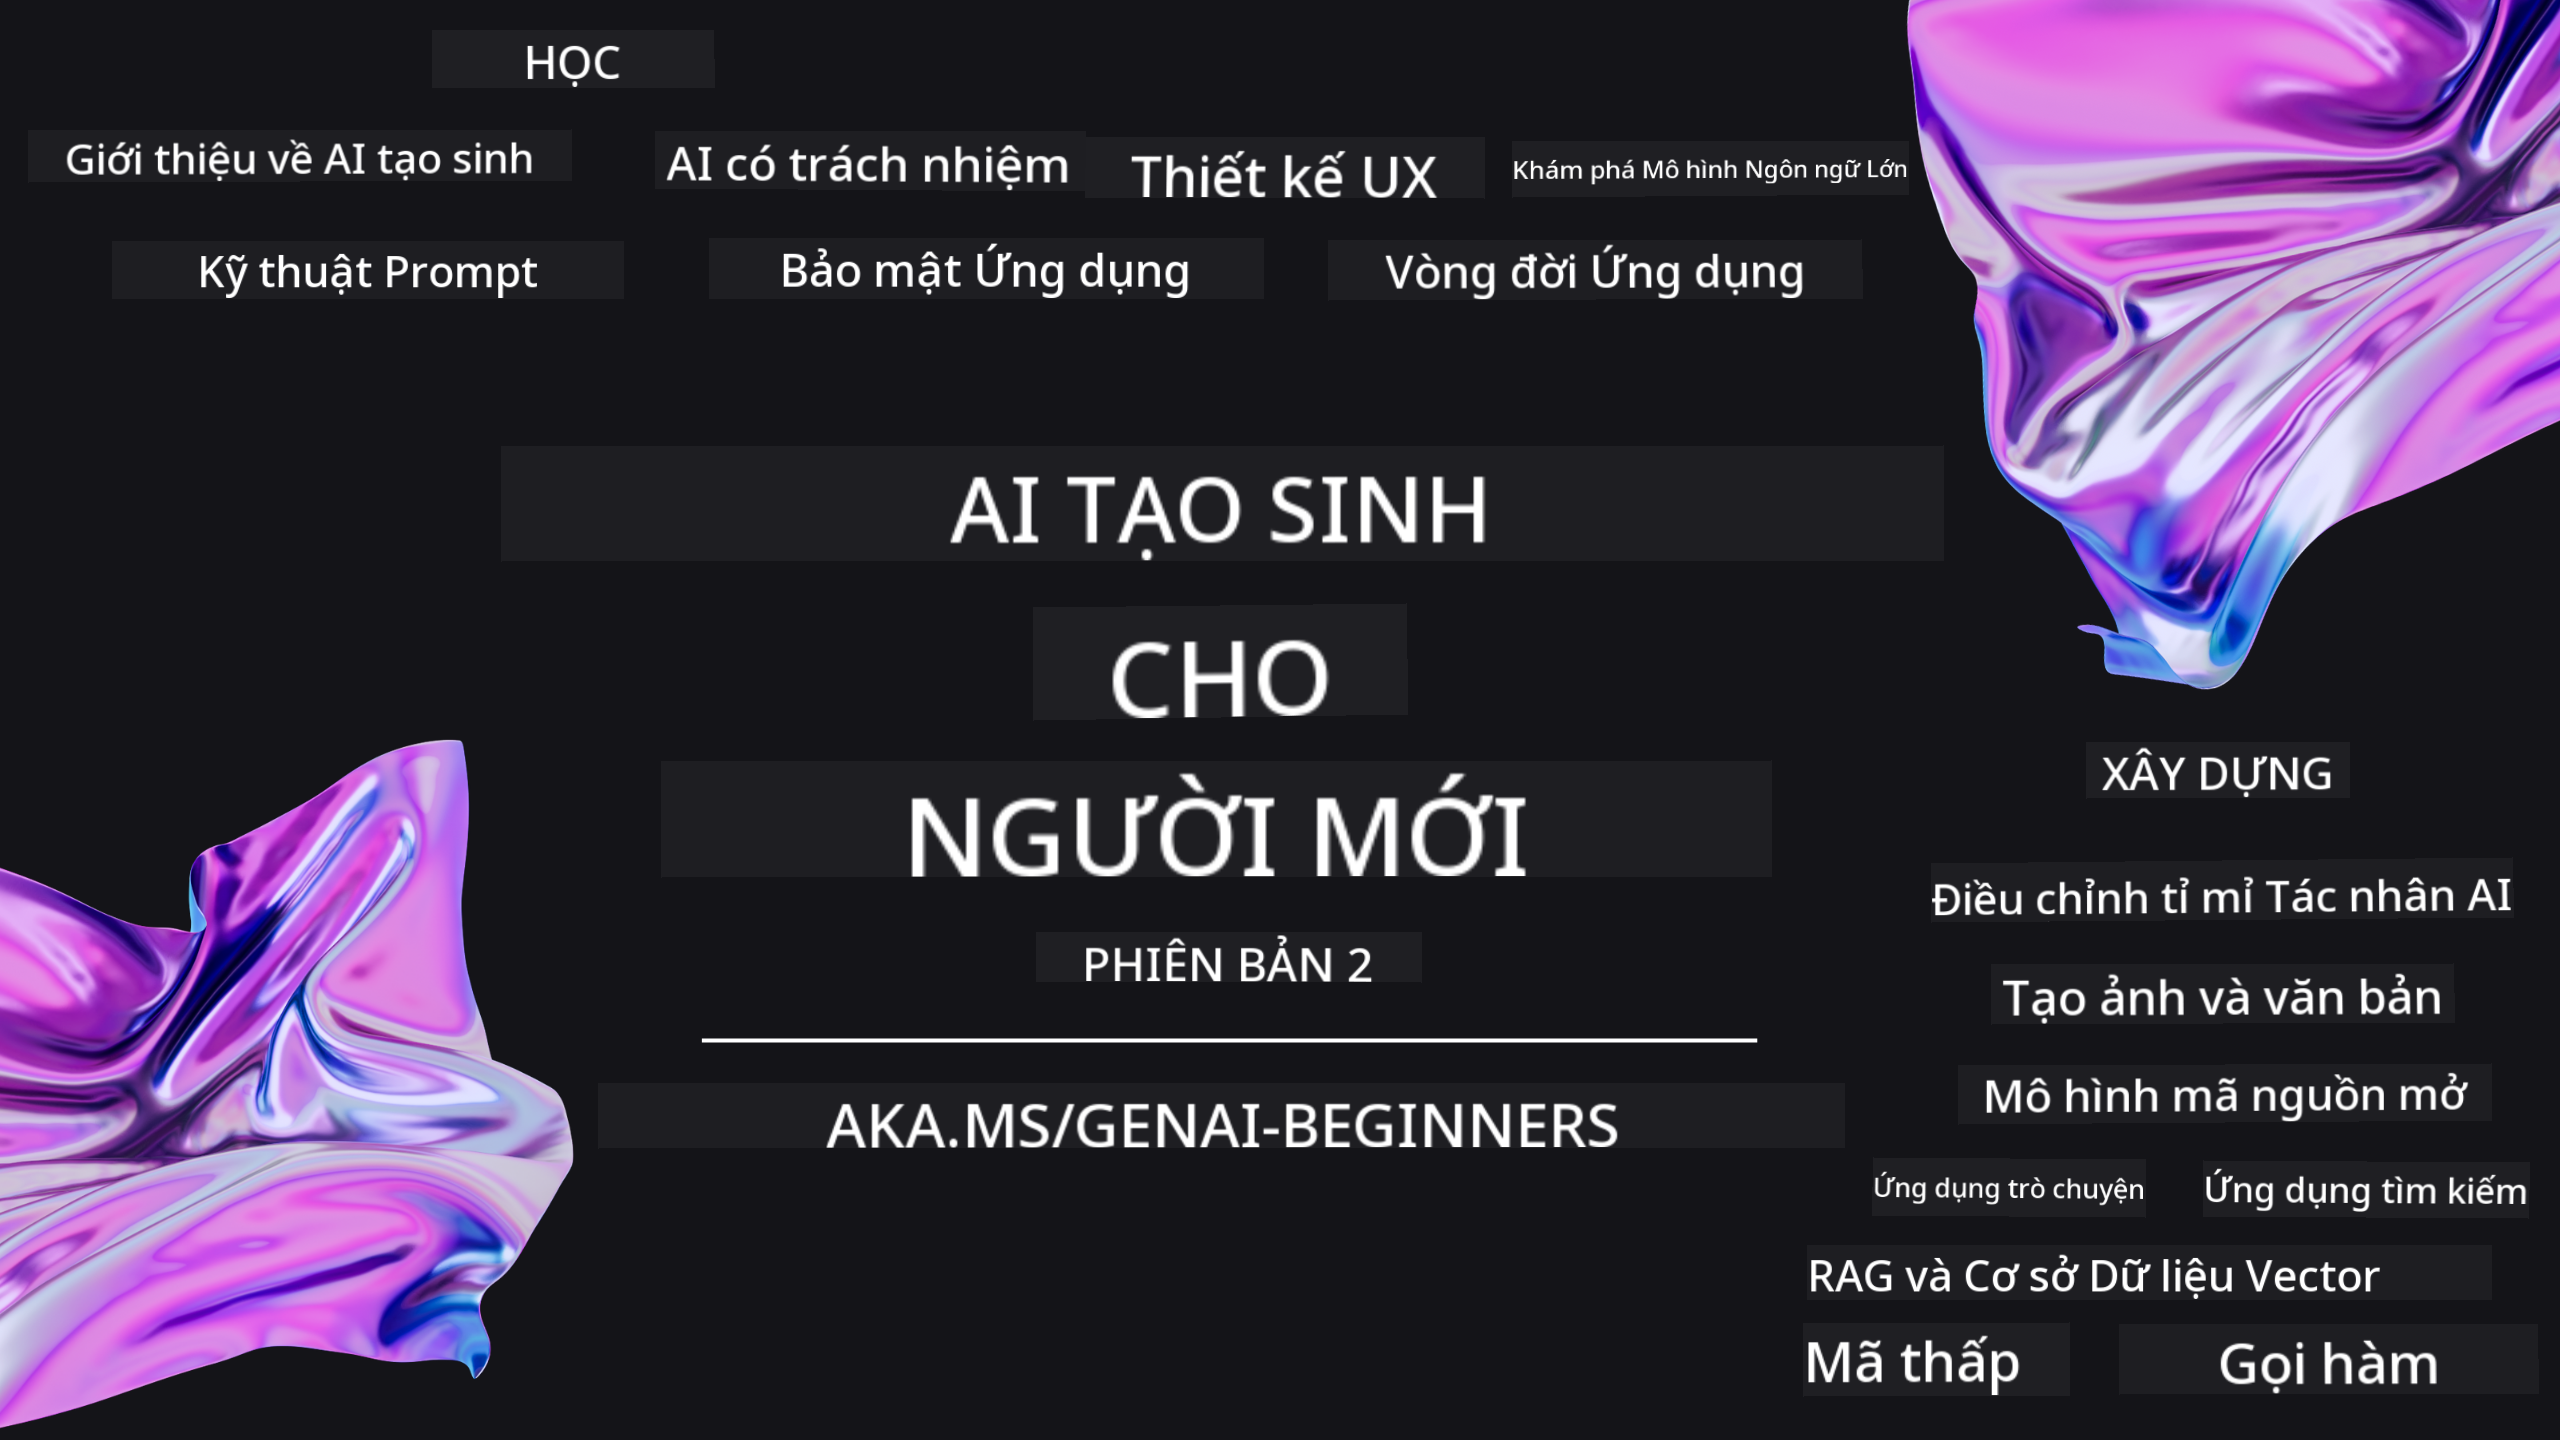 HỌC
Giới thiệu về AI tạo sinh
AI có trách nhiệm
Thiết kế UX
Khám phá Mô hình Ngôn ngữ Lớn
Kỹ thuật Prompt
Bảo mật Ứng dụng
Vòng đời Ứng dụng
AI TẠO SINH
CHO
NGƯỜI MỚI
PHIÊN BẢN 2
AKA.MS/GENAI-BEGINNERS
XÂY DỰNG
Điều chỉnh tỉ mỉ Tác nhân AI
Tạo ảnh và văn bản
Mô hình mã nguồn mở
Ứng dụng trò chuyện
Ứng dụng tìm kiếm
RAG và Cơ sở Dữ liệu Vector
Mã thấp
Gọi hàm